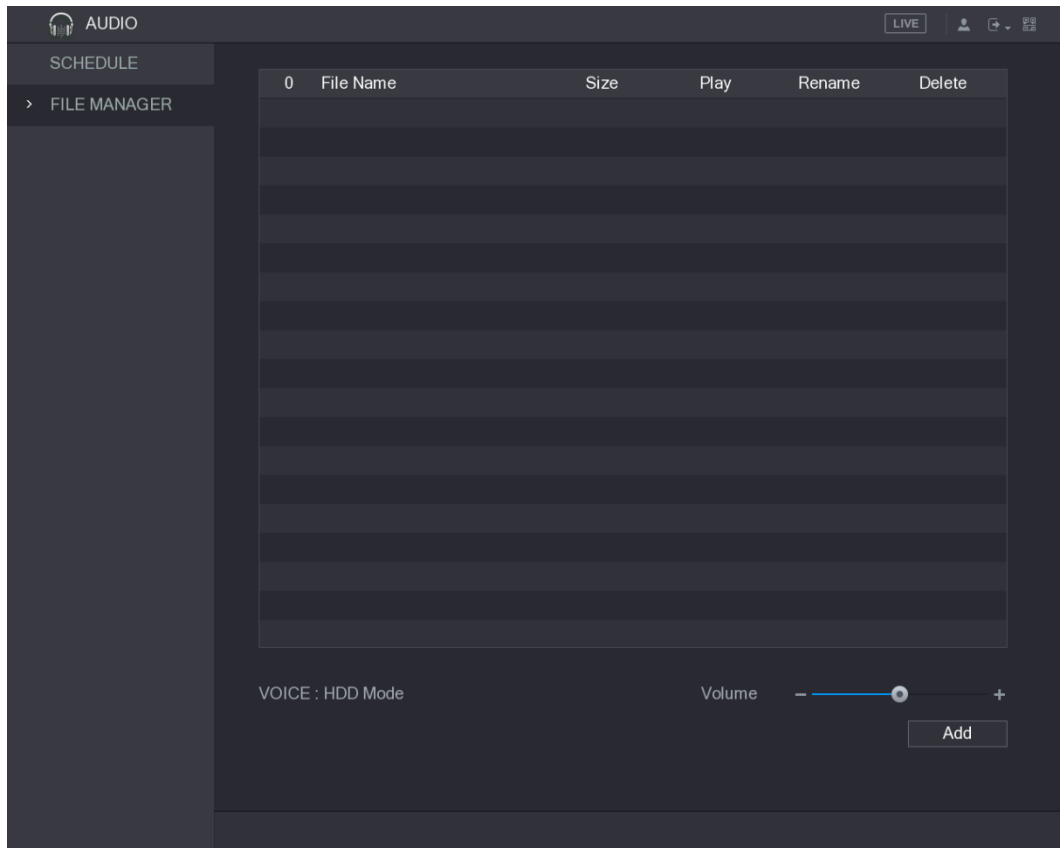 AUDIO LIVE
SCHEDULE
FILE MANAGER
0 File Name Size Play Rename Delete
VOICE : HDD Mode Volume
Add